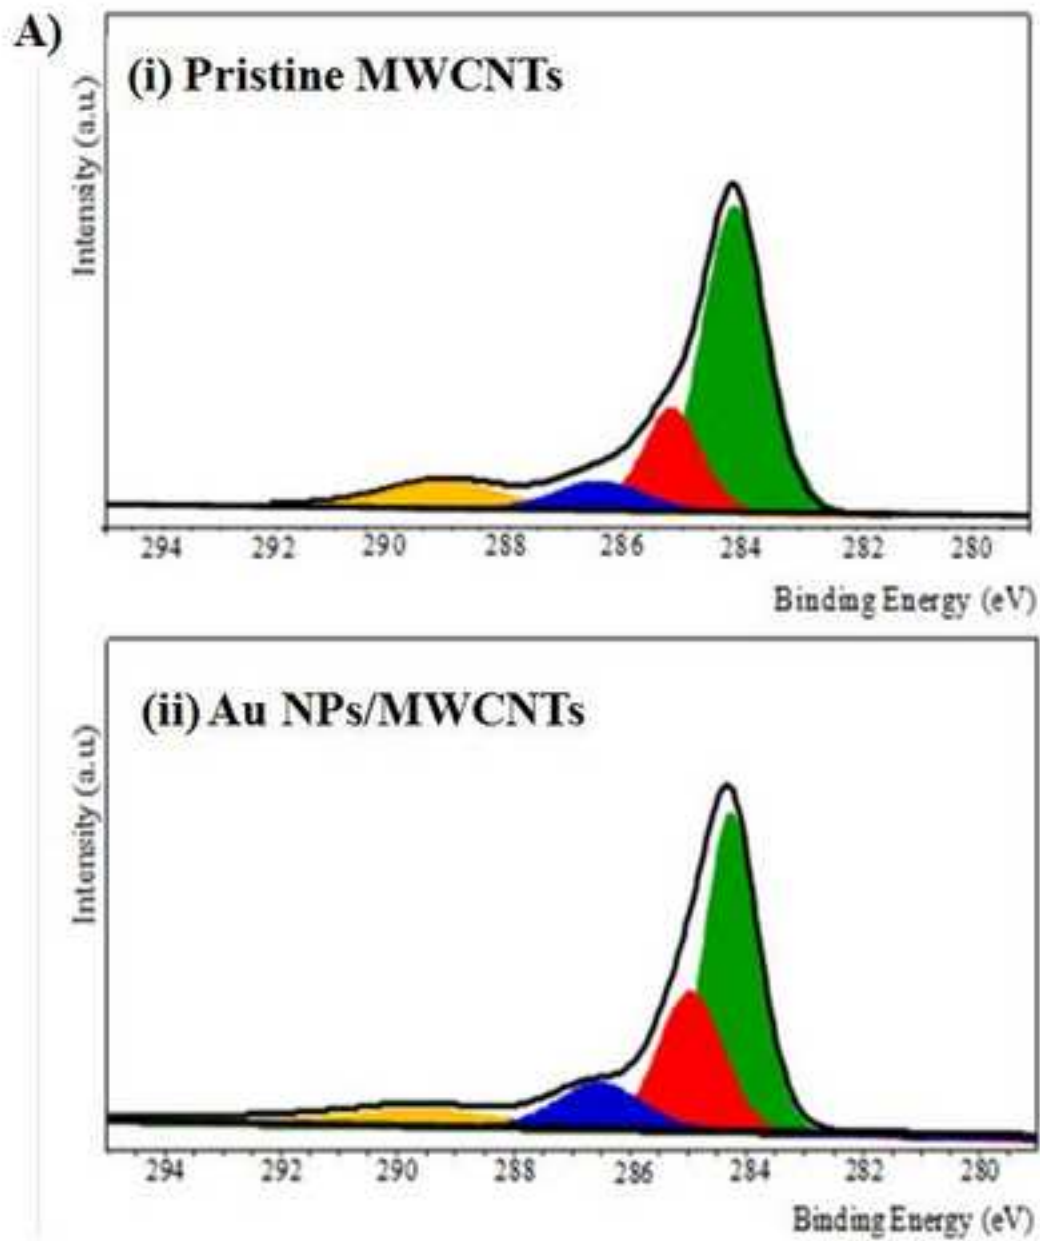 A)
(i) Pristine MWCNTs
Intensity (a.u.)
294 292 290 288 286 284 282 280
Binding Energy (eV)
(ii) Au NPs/MWCNTs
Intensity (a.u.)
294 292 290 288 286 284 282 280
Binding Energy (eV)